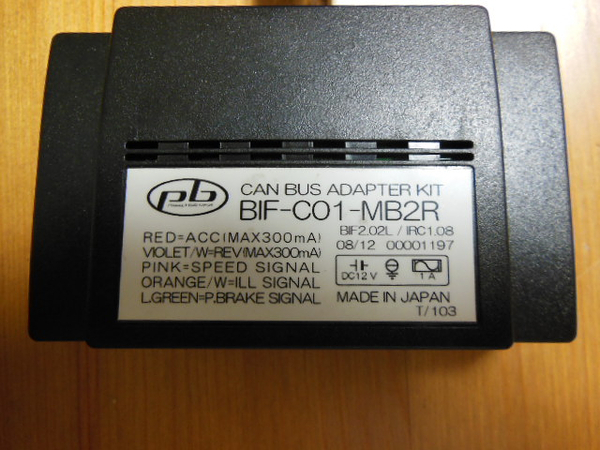 pb
CAN BUS ADAPTER KIT
BIF-C01-MB2R
BIF2.02L / IRC1.08
08/12 00001197
RED=ACC(MAX300mA)
VIOLET/W=REV(MAX300mA)
PINK=SPEED SIGNAL
ORANGE/W=ILL SIGNAL
L.GREEN=P.BRAKE SIGNAL
DC12V
1A
MADE IN JAPAN
T/103